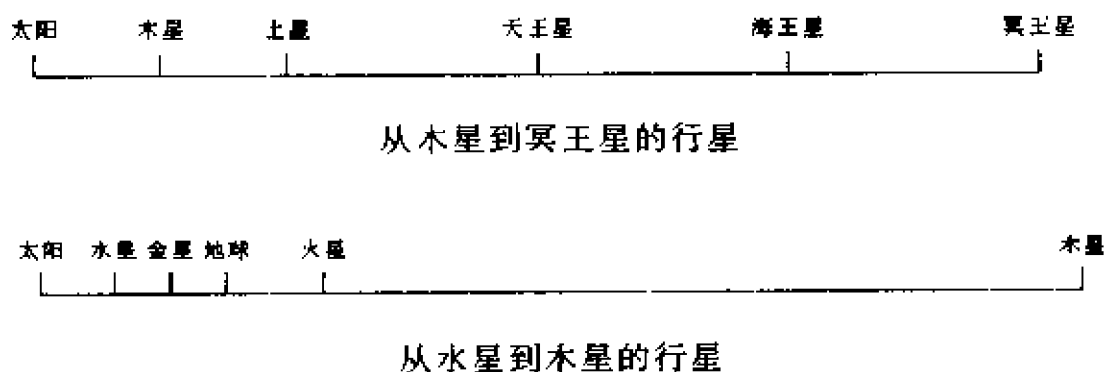 太阳 木星 土星 天王星 海王星 冥王星
从木星到冥王星的行星
太阳 水星 金星 地球 火星 木星
从水星到木星的行星